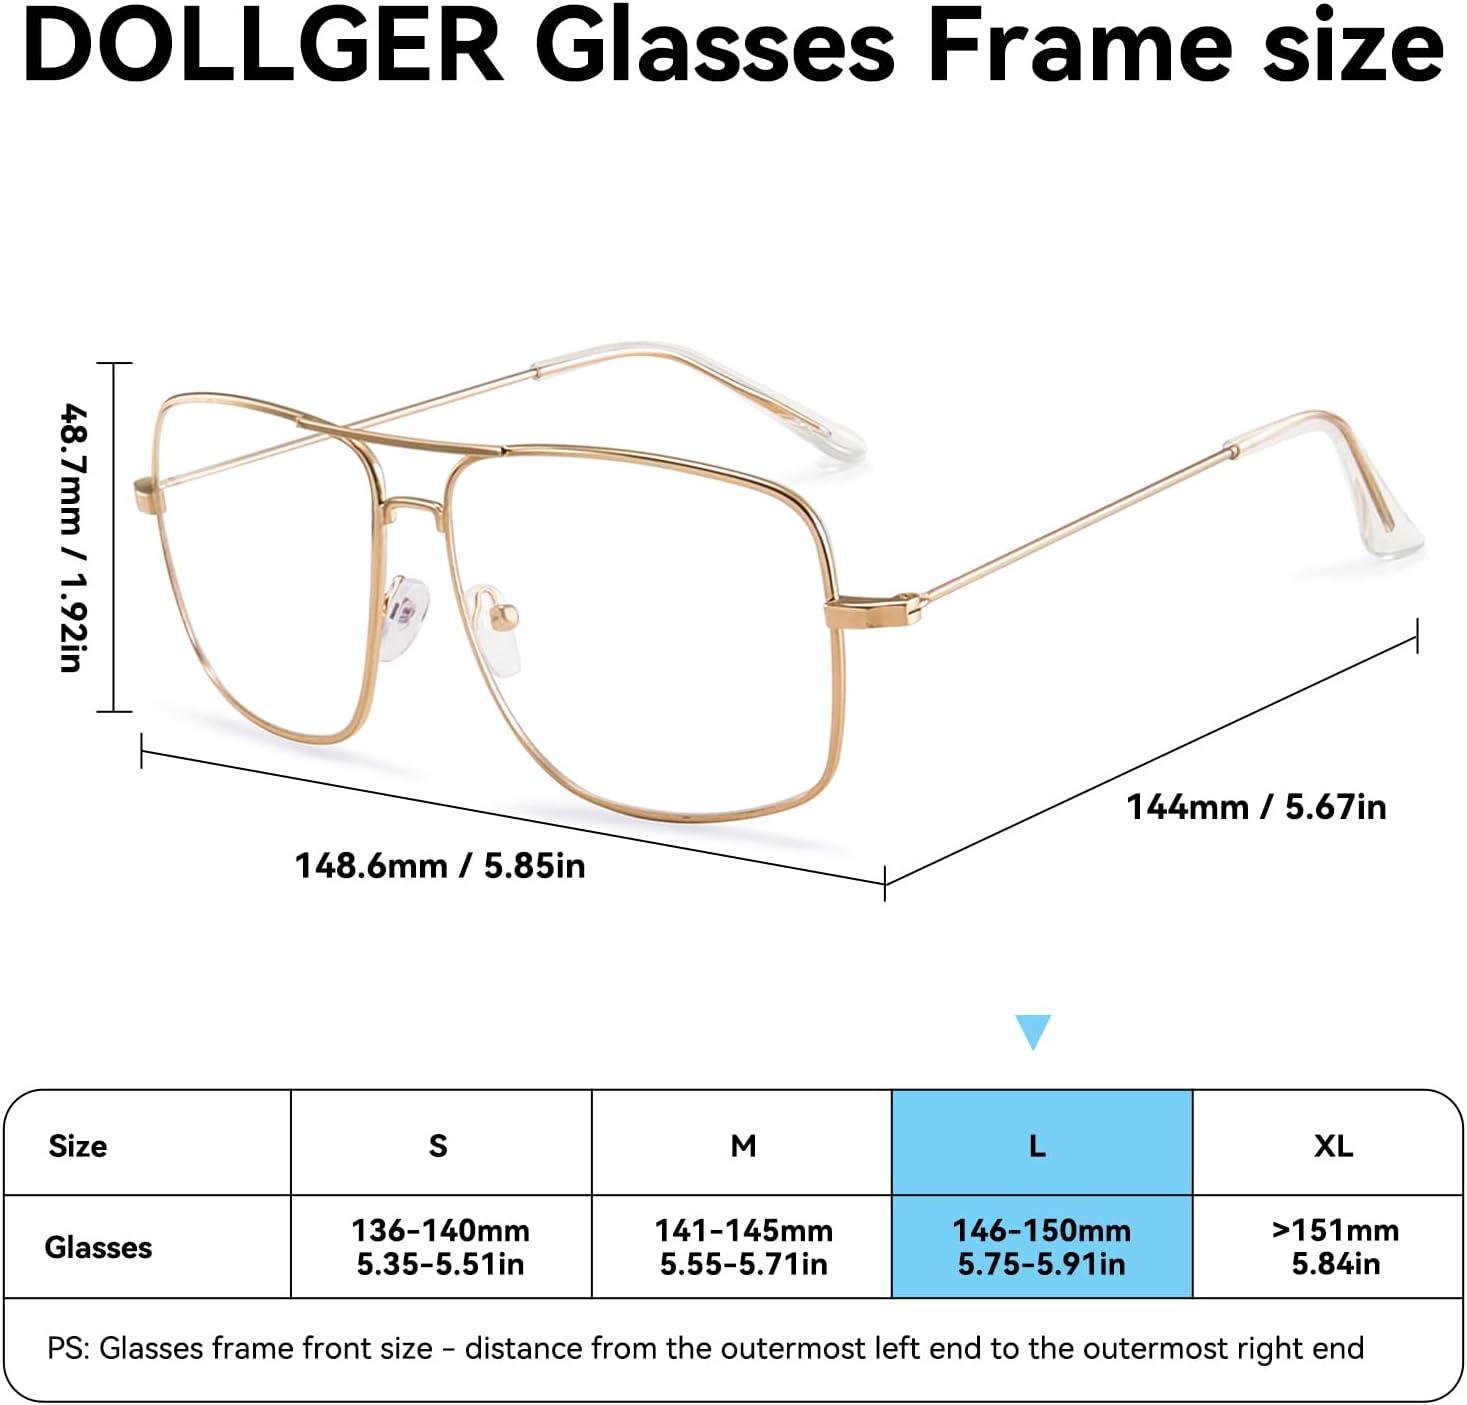 DOLLGER Glasses Frame size
48.7mm / 1.92in
148.6mm / 5.85in
144mm / 5.67in
Size S M L XL
Glasses
136-140mm 141-145mm 146-150mm >151mm
5.35-5.51in 5.55-5.71in 5.75-5.91in 5.84in
PS: Glasses frame front size - distance from the outermost left end to the outermost right end